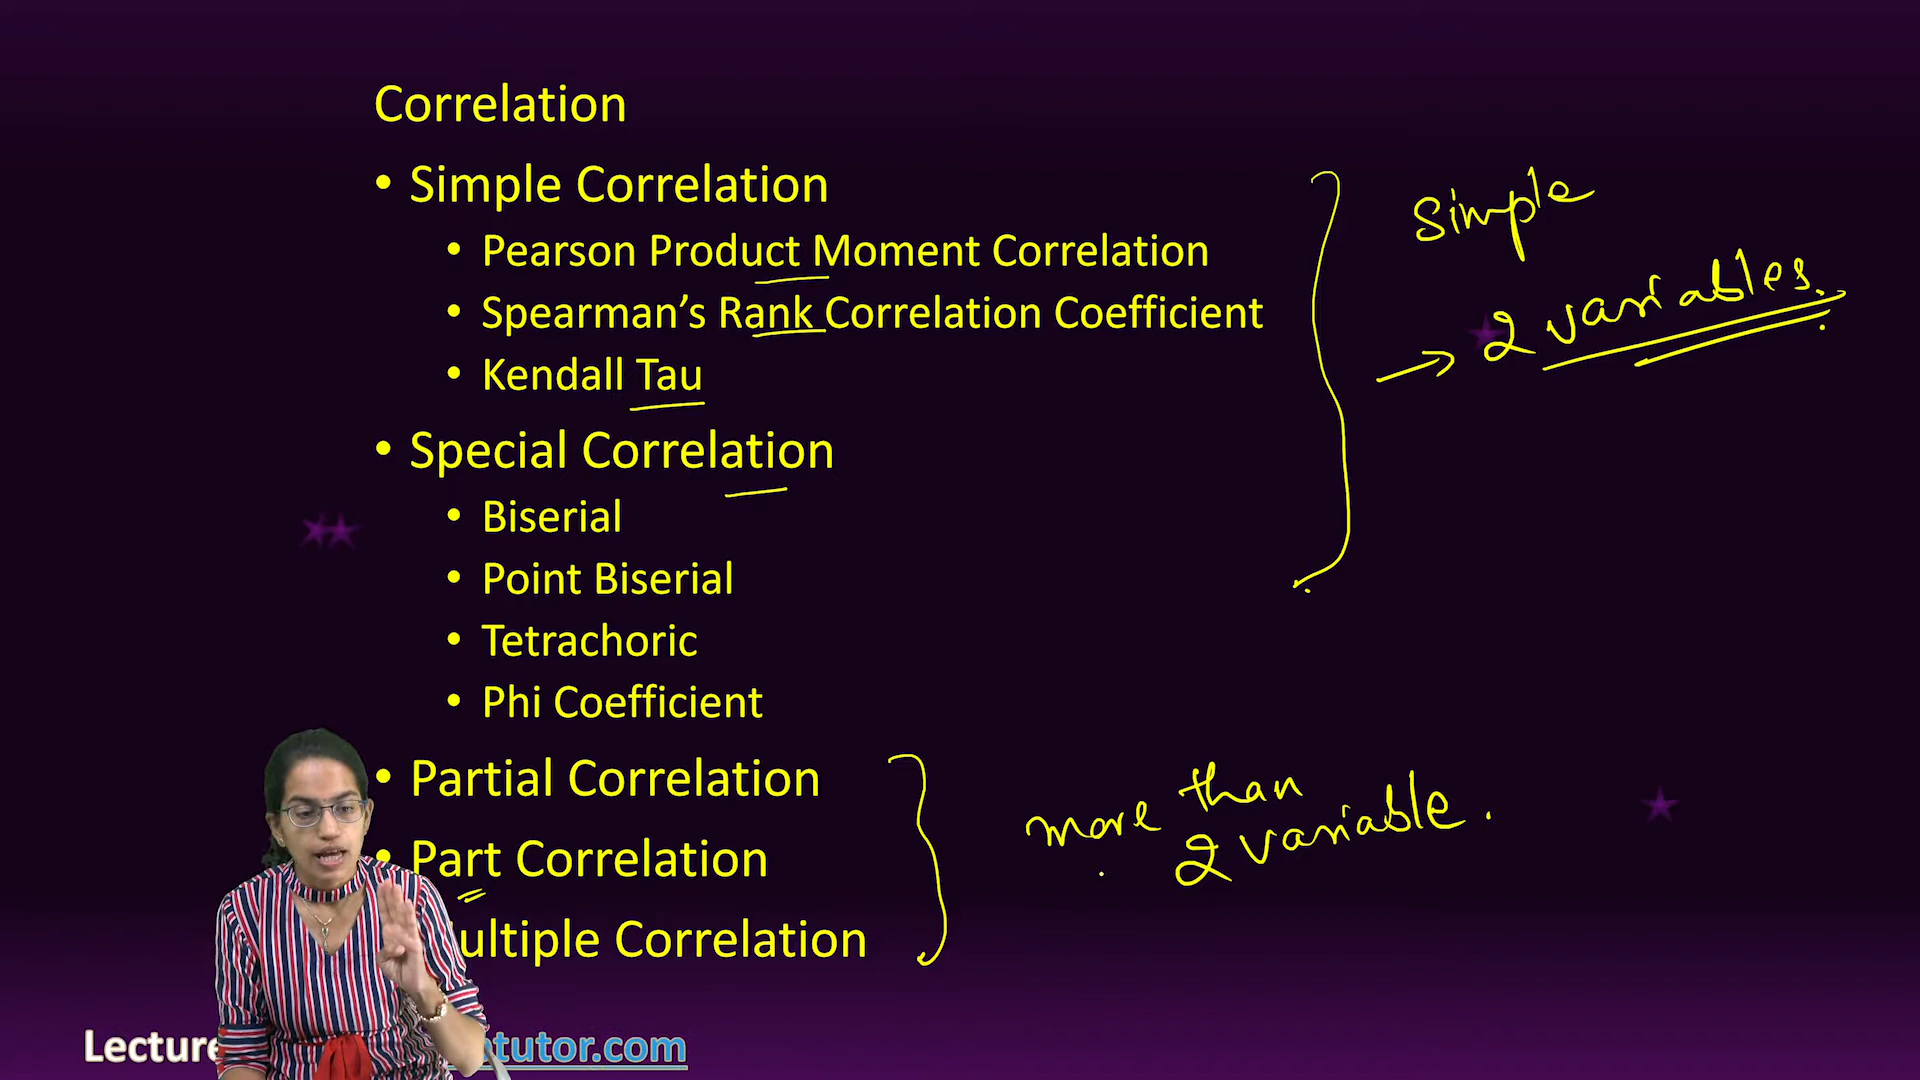 Correlation
• Simple Correlation
• Pearson Product Moment Correlation
• Spearman’s Rank Correlation Coefficient
• Kendall Tau
• Special Correlation
• Biserial
• Point Biserial
• Tetrachoric
• Phi Coefficient
• Partial Correlation
• Part Correlation
ultiple Correlation
Simple
→ 2 variables.
more than
2 variable.
Lecture
tutor.com